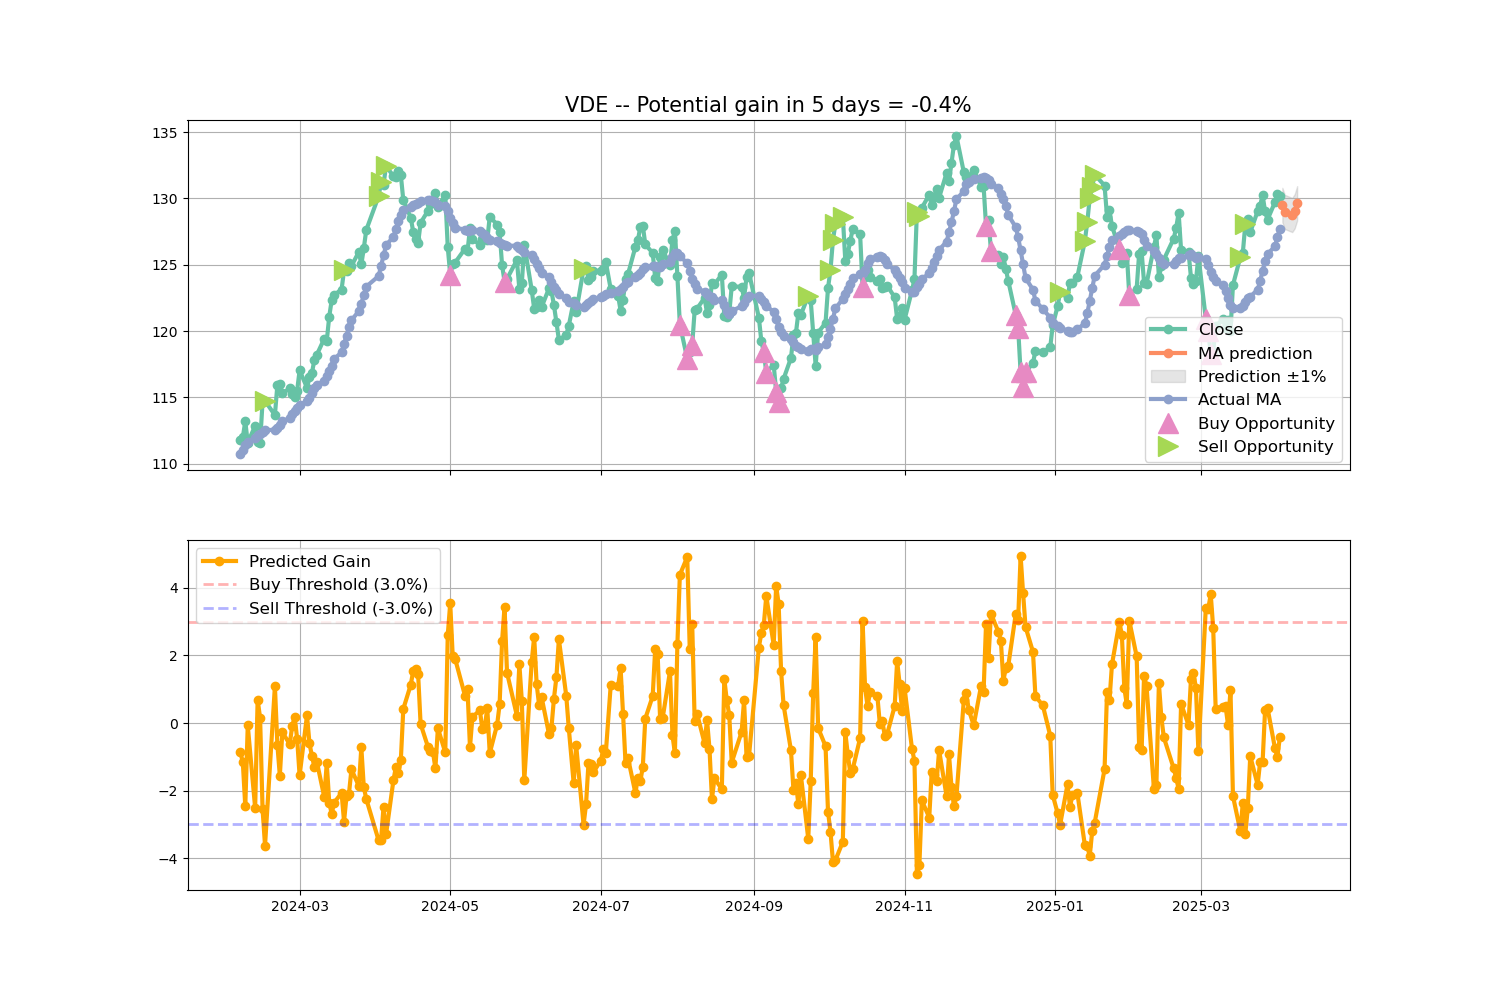 VDE -- Potential gain in 5 days = -0.4%
135
130
125
120
115
110
Close
MA prediction
Prediction ±1%
Actual MA
Buy Opportunity
Sell Opportunity
Predicted Gain
Buy Threshold (3.0%)
Sell Threshold (-3.0%)
4
2
0
−2
−4
2024-03
2024-05
2024-07
2024-09
2024-11
2025-01
2025-03